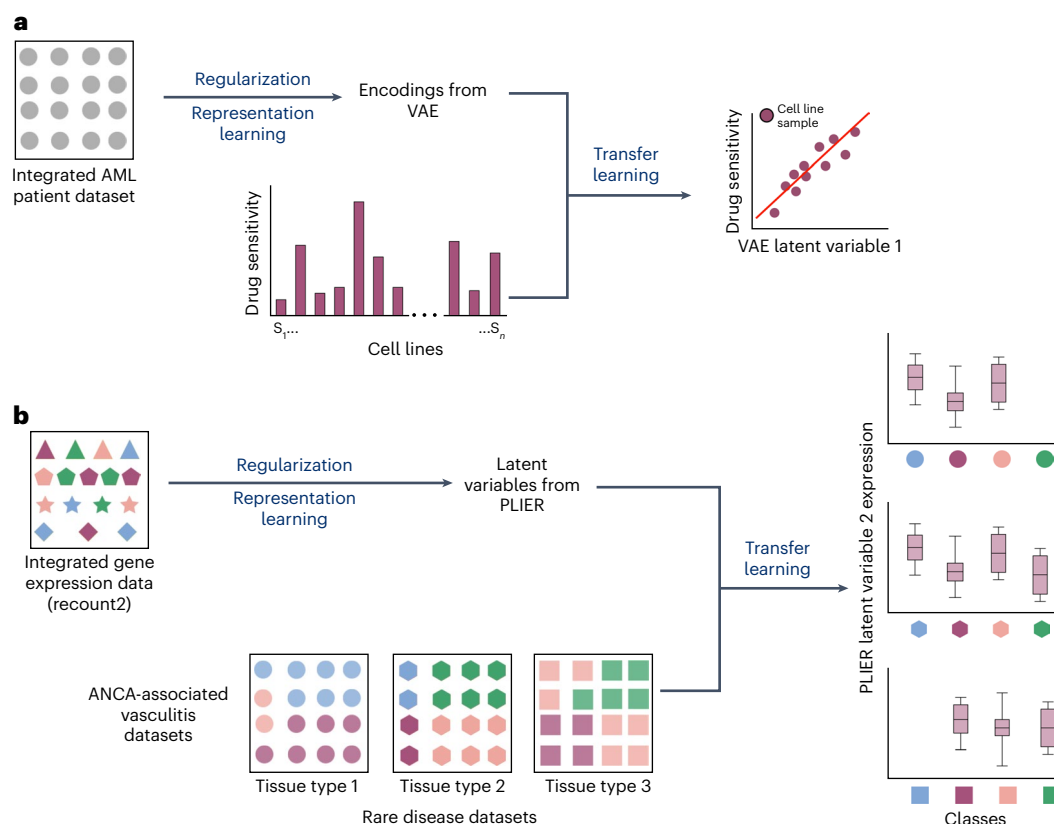 a
Regularization
Representation
learning
Encodings from
VAE
Integrated AML
patient dataset
Drug sensitivity
S1...
...Sn
Cell lines
Transfer
learning
Cell line
sample
Drug sensitivity
VAE latent variable 1
b
Regularization
Representation
learning
Latent
variables from
PLIER
Integrated gene
expression data
(recount2)
Transfer
learning
ANCA-associated
vasculitis
datasets
Tissue type 1
Tissue type 2
Tissue type 3
Rare disease datasets
PLIER latent variable 2 expression
Classes